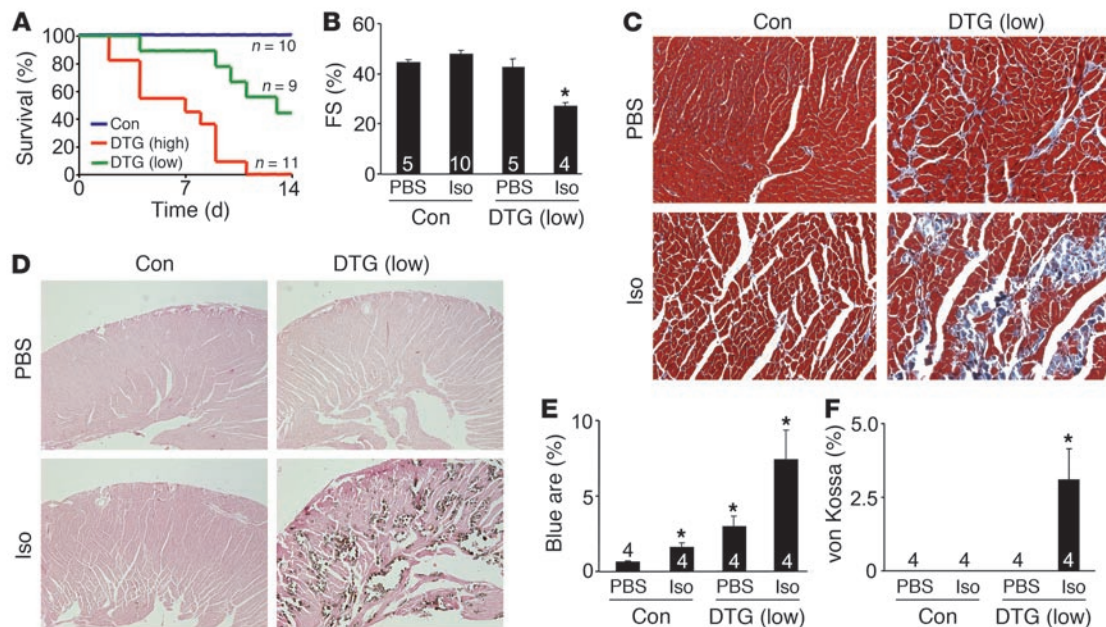 A
Survival (%)
100
80
60
40
20
0
n = 10
n = 9
n = 11
Con
DTG (high)
DTG (low)
0 7 14
Time (d)
B
FS (%)
60
40
20
0
*
5 10 5 4
PBS Iso PBS Iso
Con DTG (low)
C
Con DTG (low)
PBS
Iso
D
Con DTG (low)
PBS
Iso
E
Blue are (%)
10
5
0
* * *
4 4 4 4
PBS Iso PBS Iso
Con DTG (low)
F
von Kossa (%)
5.0
2.5
0
*
4 4 4 4
PBS Iso PBS Iso
Con DTG (low)